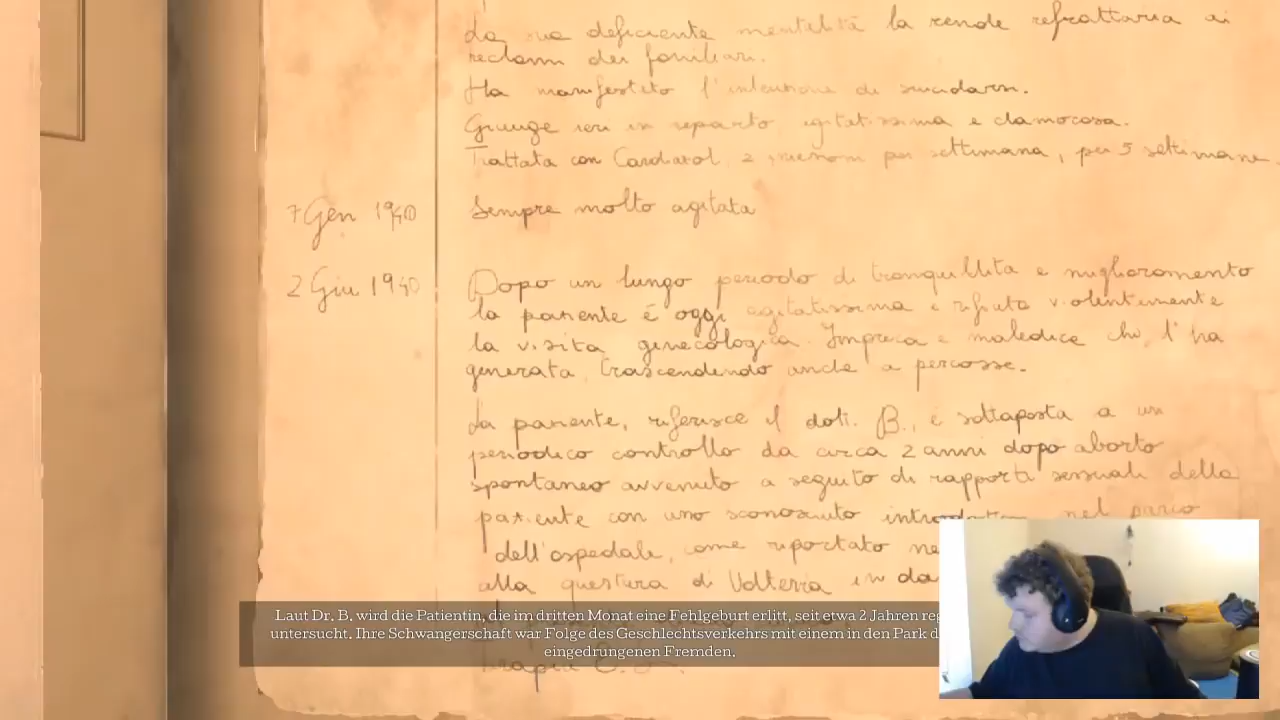 La sua deficiente mentalità la rende refrattaria ai
reclami dei familiari.
Ha manifestato l'intenzione di suicidarsi.
Giunge ieri in reparto agitatissima e clamorosa.
Trattata con Cardiazol, 2 per settimana, per 5 settimane.
7 Gen 1940 Sempre molto agitata
2 Giu 1940 Dopo un lungo periodo di tranquillità e miglioramento
la paziente é oggi agitatissima e rifiuta violentemente
la visita ginecologica. Impreca e maledice chi l'ha
generata, trascendendo anche a percosse.
La paziente, riferisce il dott. B., è sottoposta a un
periodico controllo da circa 2 anni dopo aborto
spontaneo avvenuto a seguito di rapporti sessuali della
paziente con uno sconosciuto nel parco
dell'ospedale, come riportato
alla questura di Volterra in
Laut Dr. B. wird die Patientin, die im dritten Monat eine Fehlgeburt erlitt, seit etwa 2 Jahren
untersucht. Ihre Schwangerschaft war Folge des Geschlechtsverkehrs mit einem in den Park
eingedrungenen Fremden.